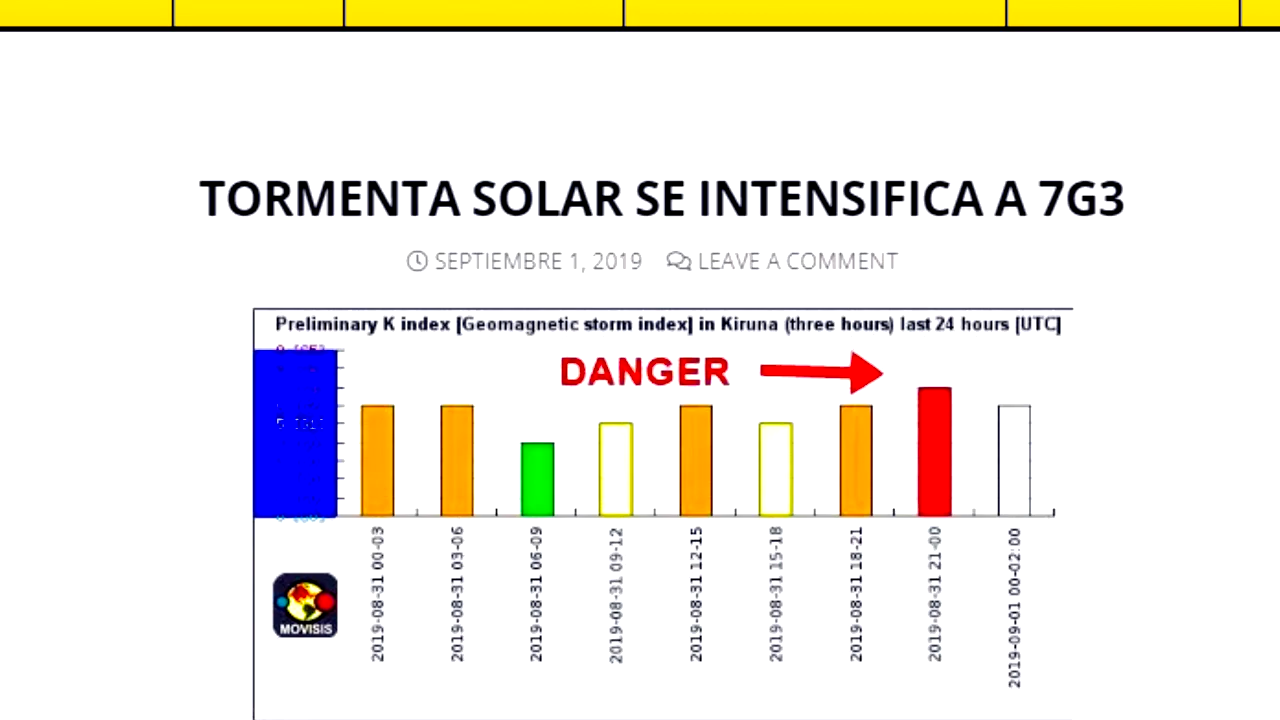 TORMENTA SOLAR SE INTENSIFICA A 7G3
SEPTIEMBRE 1, 2019 LEAVE A COMMENT
Preliminary K index [Geomagnetic storm index] in Kiruna (three hours) last 24 hours [UTC]
DANGER
2019-08-31 00-03
2019-08-31 03-06
2019-08-31 06-09
2019-08-31 09-12
2019-08-31 12-15
2019-08-31 15-18
2019-08-31 18-21
2019-08-31 21-00
2019-09-01 00-02:00
MOVISIS